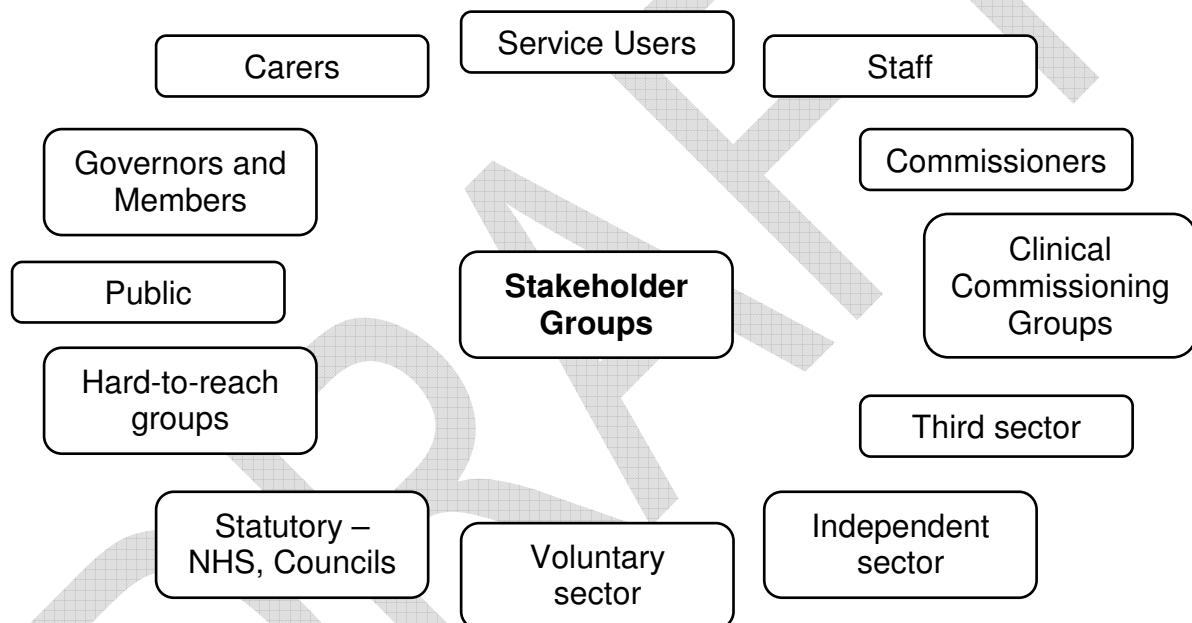 Service Users
Carers
Staff
Governors and
Members
Commissioners
Clinical
Commissioning
Groups
Public
Stakeholder
Groups
Hard-to-reach
groups
Third sector
Statutory –
NHS, Councils
Voluntary
sector
Independent
sector
DRAFT